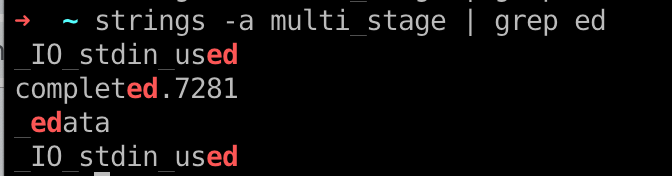 → ~ strings -a multi_stage | grep ed
_IO_stdin_used
completed.7281
_edata
_IO_stdin_used